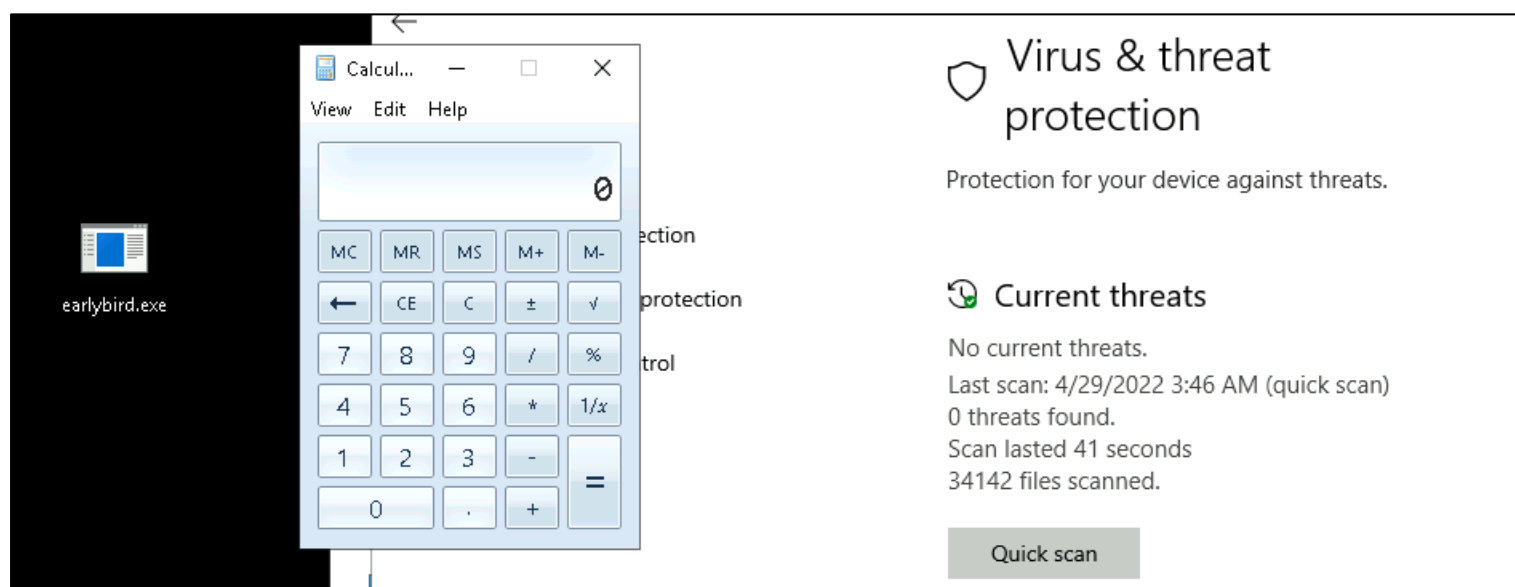 earlybird.exe
Calcul...
View Edit Help
0
MC MR MS M+ M-
← CE C ± √
7 8 9 / %
4 5 6 * 1/x
1 2 3 - =
0 . +
ection
protection
trol
Virus & threat
protection
Protection for your device against threats.
Current threats
No current threats.
Last scan: 4/29/2022 3:46 AM (quick scan)
0 threats found.
Scan lasted 41 seconds
34142 files scanned.
Quick scan